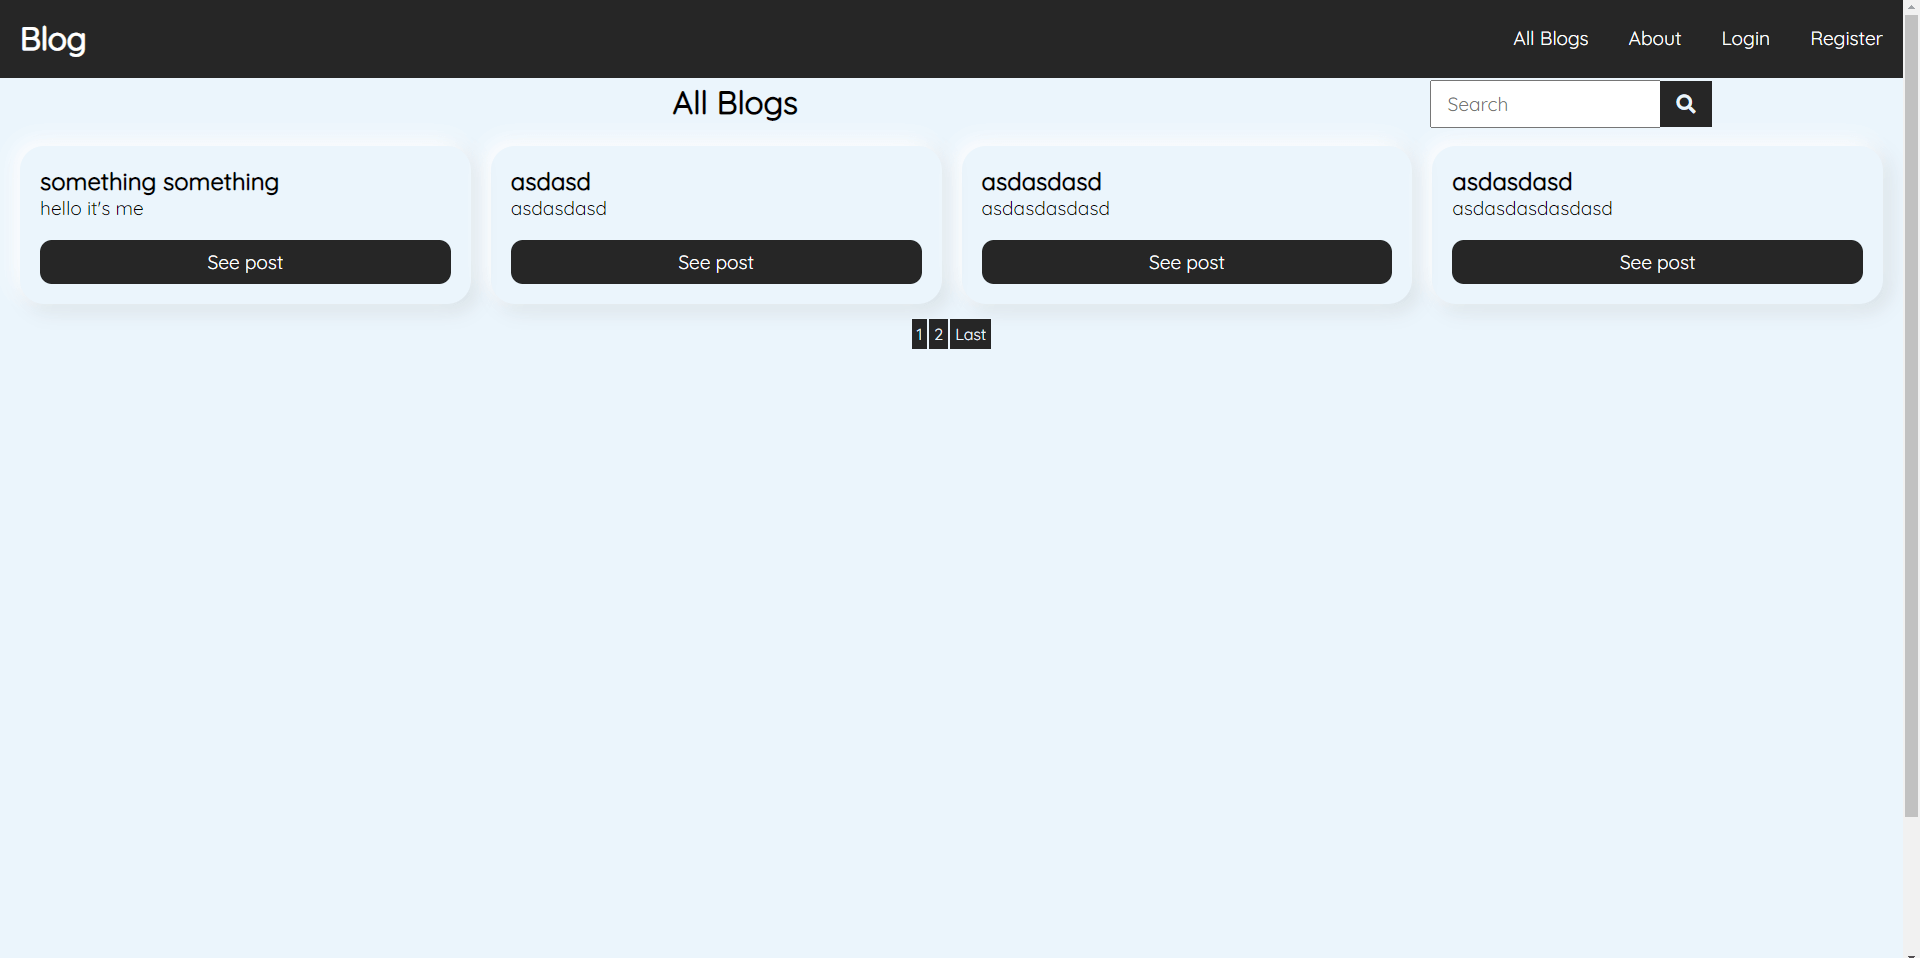 Blog
All Blogs About Login Register
All Blogs
Search
something something
hello it's me
See post
asdasd
asdasdasd
See post
asdasdasd
asdasdasdasd
See post
asdasdasd
asdasdasdasdasd
See post
1 2 Last